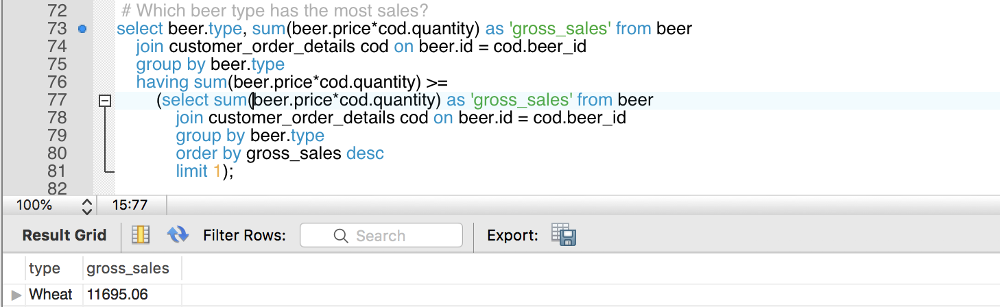 72 # Which beer type has the most sales?
73 select beer.type, sum(beer.price*cod.quantity) as 'gross_sales' from beer
74 join customer_order_details cod on beer.id = cod.beer_id
75 group by beer.type
76 having sum(beer.price*cod.quantity) >=
77 (select sum(beer.price*cod.quantity) as 'gross_sales' from beer
78 join customer_order_details cod on beer.id = cod.beer_id
79 group by beer.type
80 order by gross_sales desc
81 limit 1);
82
100% 15:77
Result Grid Filter Rows: Search Export:
type gross_sales
Wheat 11695.06